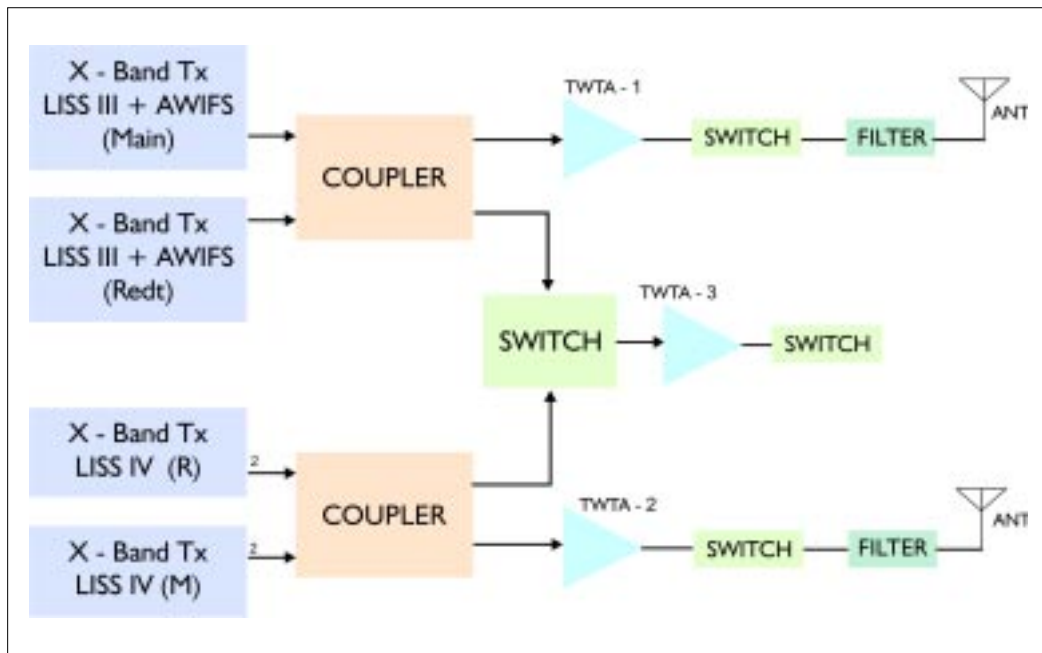 X - Band Tx
LISS III + AWIFS
(Main)
X - Band Tx
LISS III + AWIFS
(Redt)
COUPLER
TWTA - 1
SWITCH
FILTER
ANT
SWITCH
TWTA - 3
SWITCH
X - Band Tx
LISS IV (R)
2
X - Band Tx
LISS IV (M)
2
COUPLER
TWTA - 2
SWITCH
FILTER
ANT